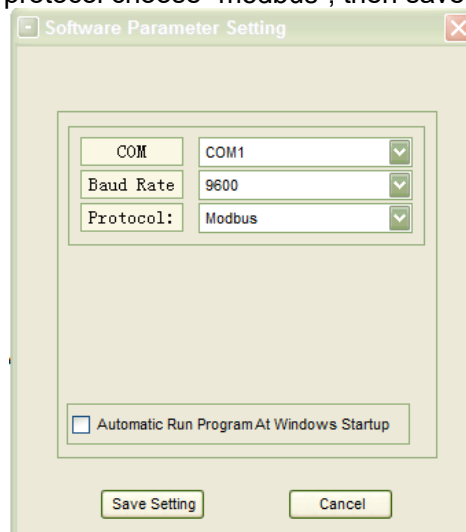 protocol choose "modbus", then save
Software Parameter Setting
COM COM1
Baud Rate 9600
Protocol: Modbus
Automatic Run Program At Windows Startup
Save Setting Cancel